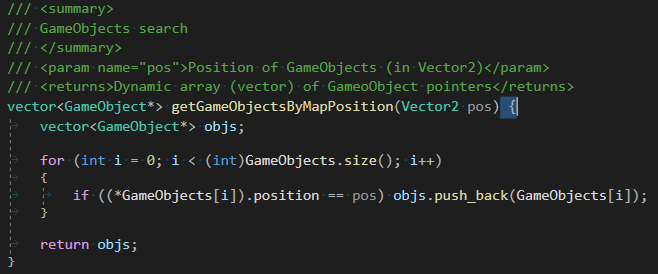 /// <summary>
/// GameObjects search
/// </summary>
/// <param name="pos">Position of GameObjects (in Vector2)</param>
/// <returns>Dynamic array (vector) of GameoObject pointers</returns>
vector<GameObject*> getGameObjectsByMapPosition(Vector2 pos) {
    vector<GameObject*> objs;

    for (int i = 0; i < (int)GameObjects.size(); i++)
    {
        if ((*GameObjects[i]).position == pos) objs.push_back(GameObjects[i]);
    }

    return objs;
}